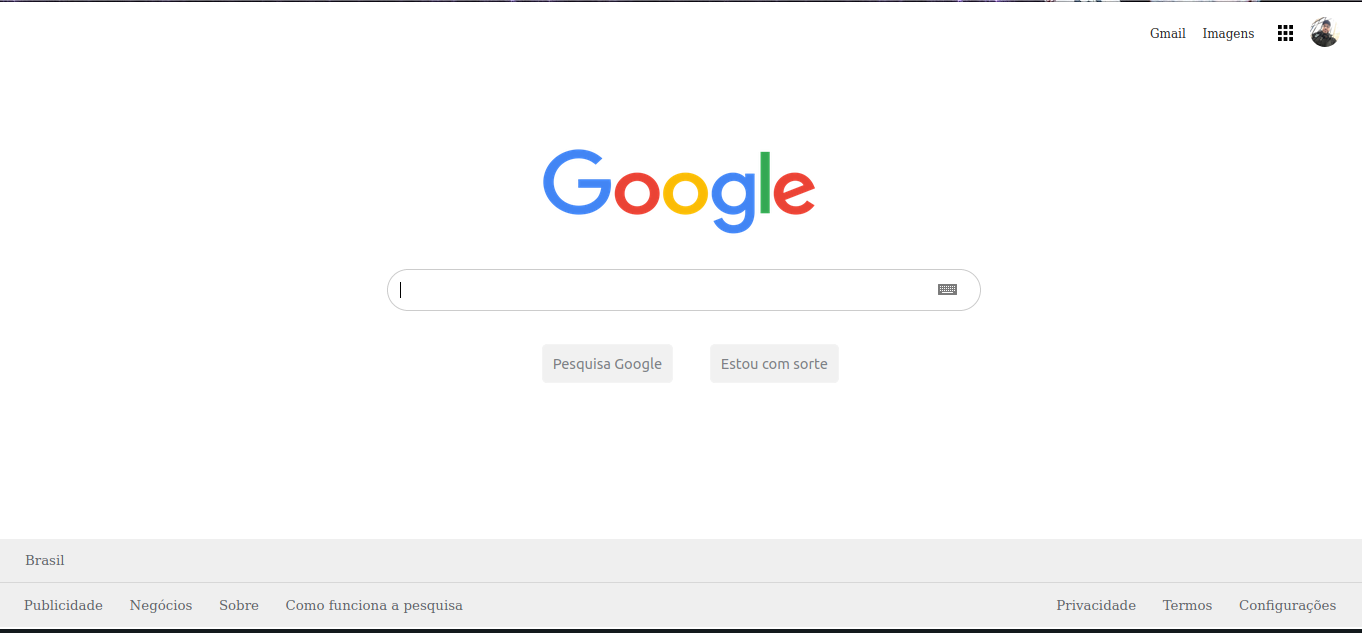 Gmail Imagens
Google
Pesquisa Google Estou com sorte
Brasil
Publicidade Negócios Sobre Como funciona a pesquisa Privacidade Termos Configurações